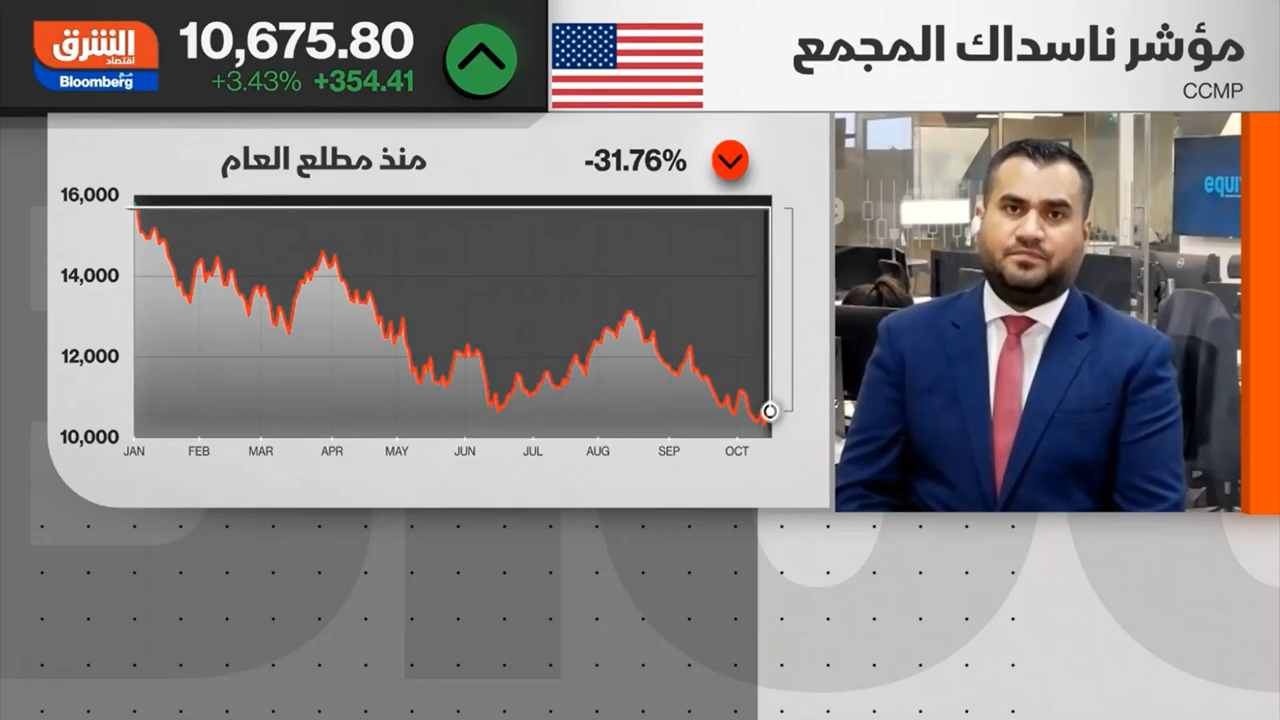 الشرق
اقتصاد
مع
Bloomberg
10,675.80
+3.43% +354.41
مؤشر ناسداك المجمع
CCMP
منذ مطلع العام
-31.76%
16,000
14,000
12,000
10,000
JAN FEB MAR APR MAY JUN JUL AUG SEP OCT
equi